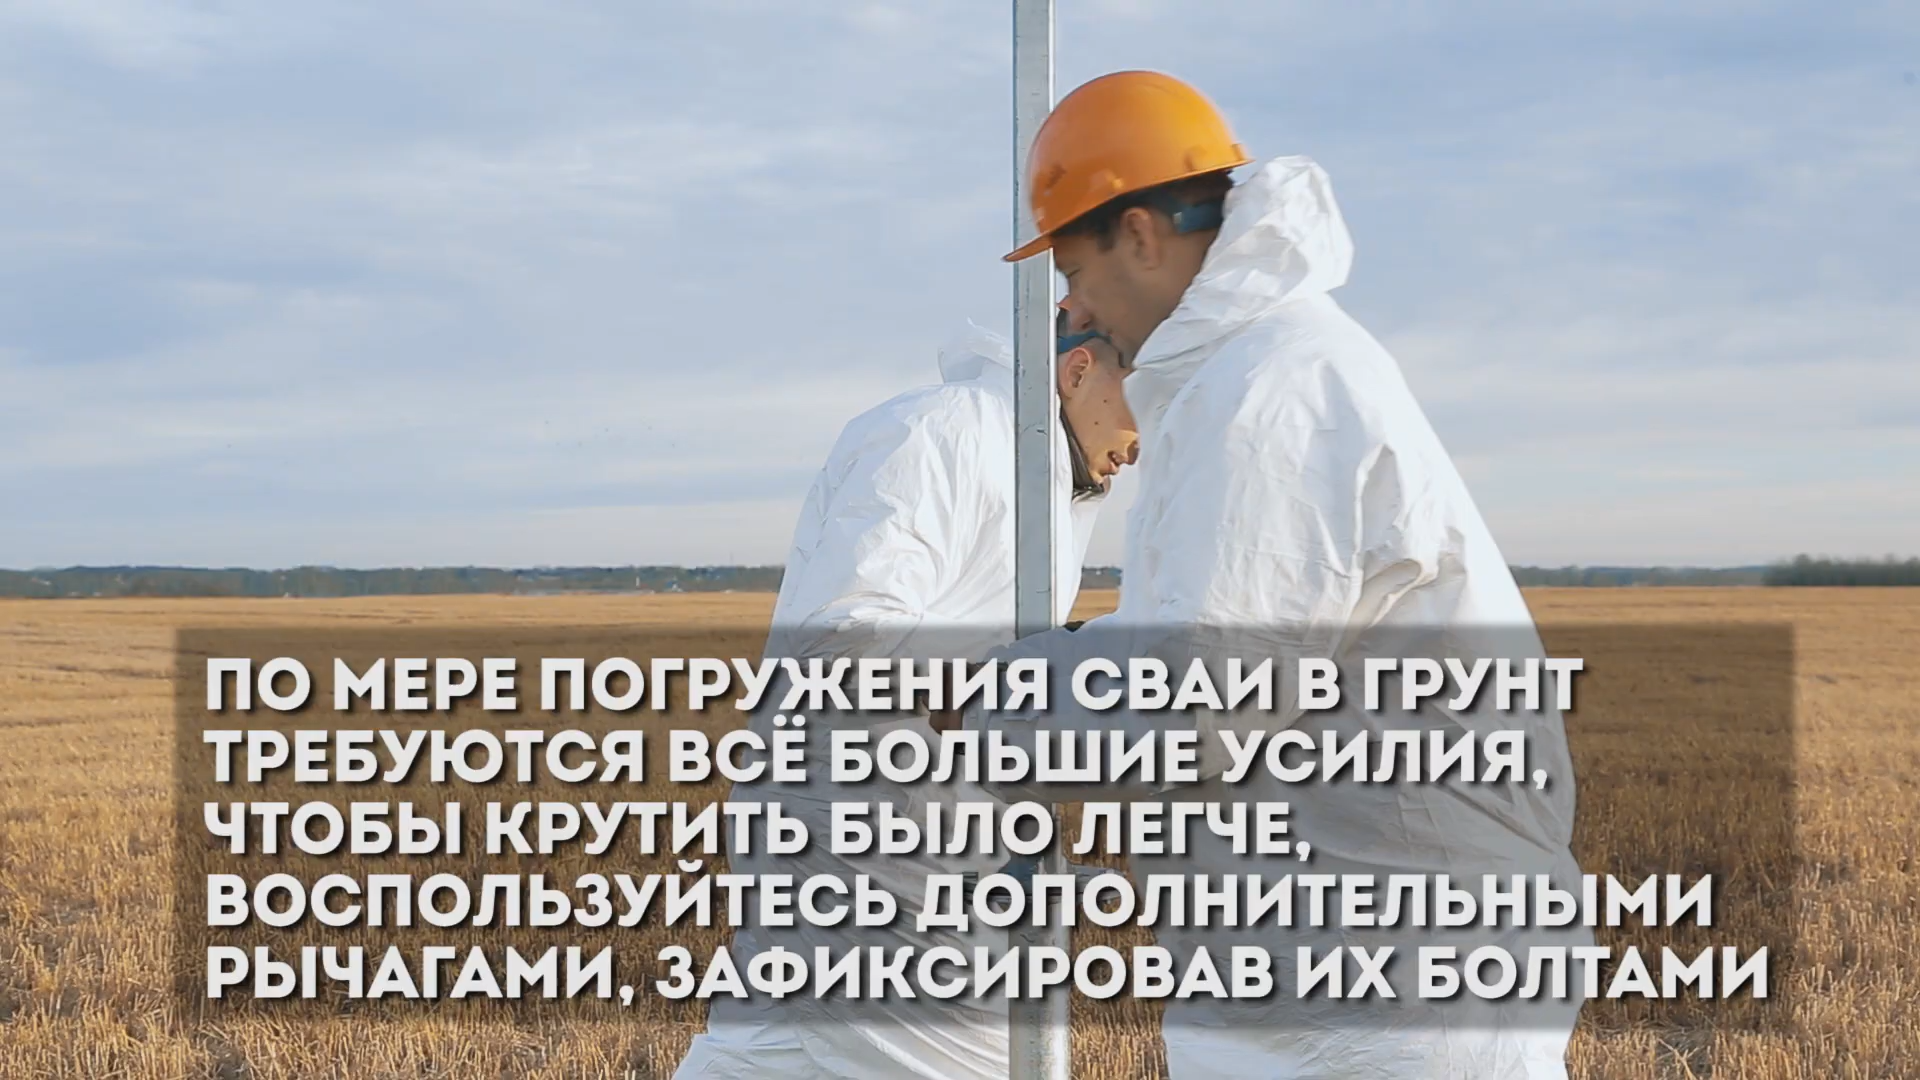 ПО МЕРЕ ПОГРУЖЕНИЯ СВАИ В ГРУНТ
ТРЕБУЮТСЯ ВСЁ БОЛЬШИЕ УСИЛИЯ,
ЧТОБЫ КРУТИТЬ БЫЛО ЛЕГЧЕ,
ВОСПОЛЬЗУЙТЕСЬ ДОПОЛНИТЕЛЬНЫМИ
РЫЧАГАМИ, ЗАФИКСИРОВАВ ИХ БОЛТАМИ